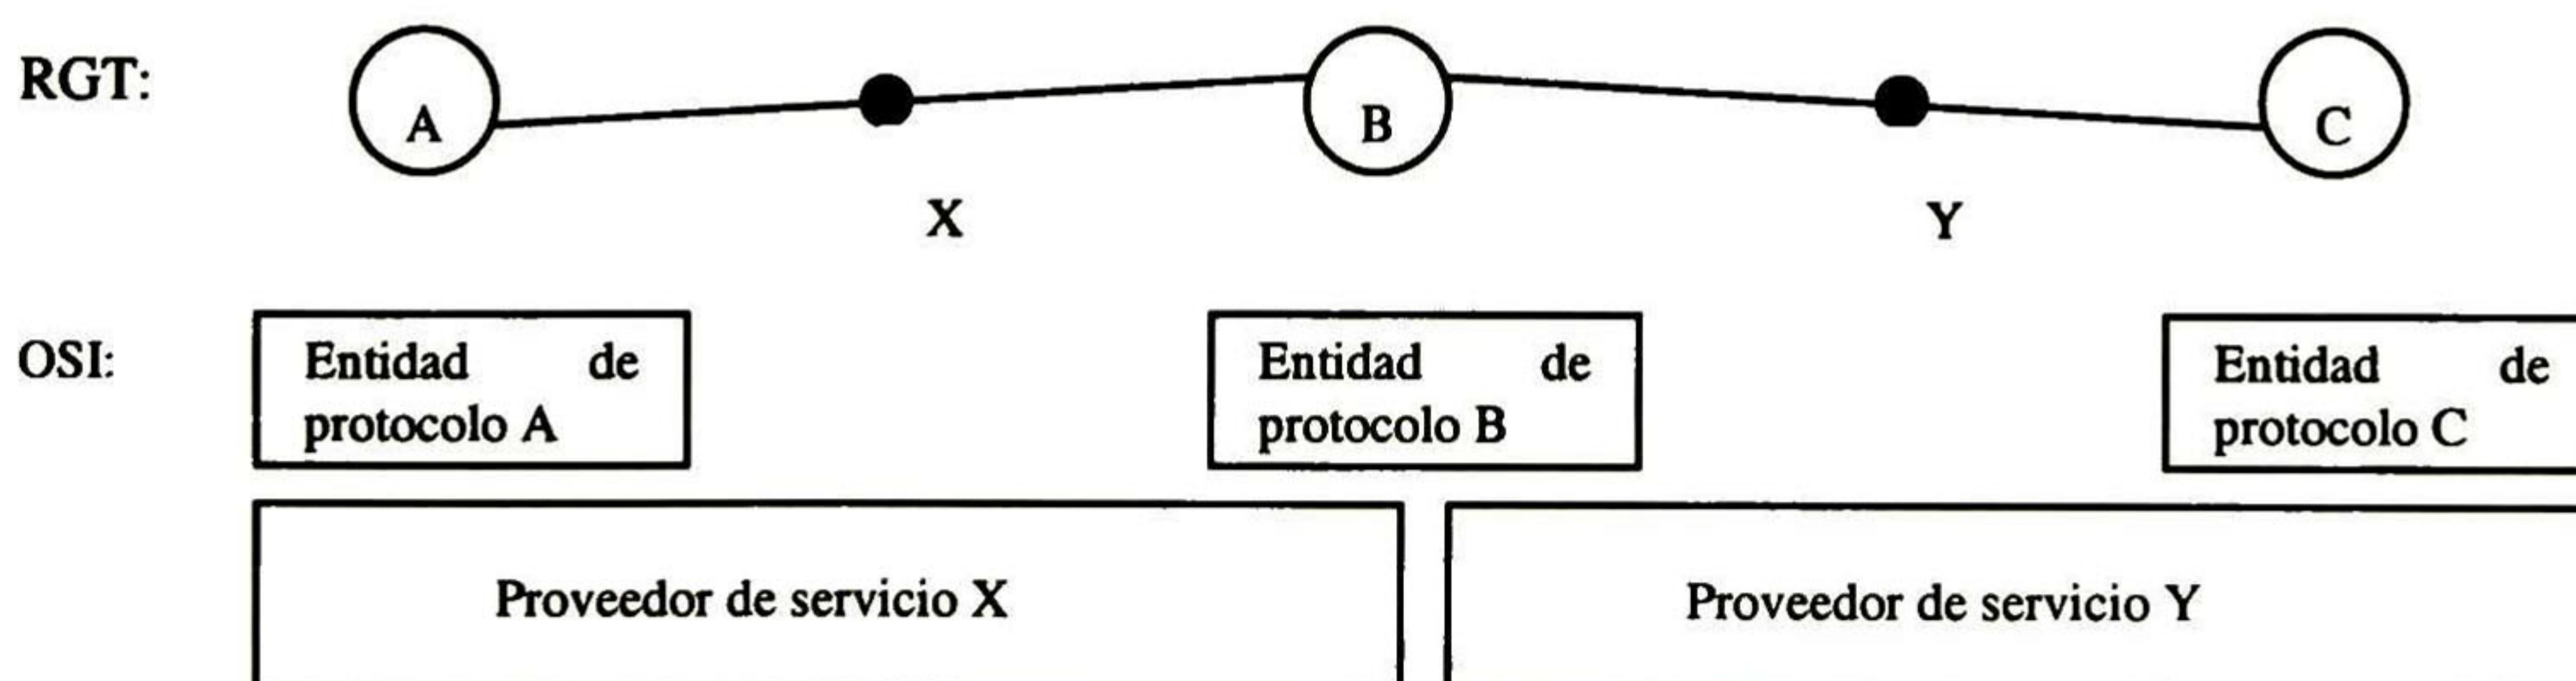 RGT:
A
B
C
X
Y
OSI:
Entidad de
protocolo A
Entidad de
protocolo B
Entidad de
protocolo C
Proveedor de servicio X
Proveedor de servicio Y